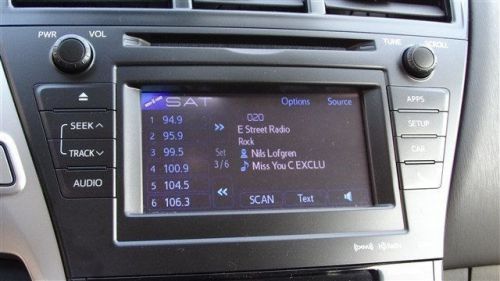 PWR VOL
TUNE SCROLL
SAT
Options Source
1 94.9
2 95.9
3 99.5
4 100.9
5 104.5
6 106.3
Set
3/6
020
E Street Radio
Rock
Nils Lofgren
Miss You C EXCLU
SCAN Text
SEEK
TRACK
AUDIO
APPS
SETUP
CAR